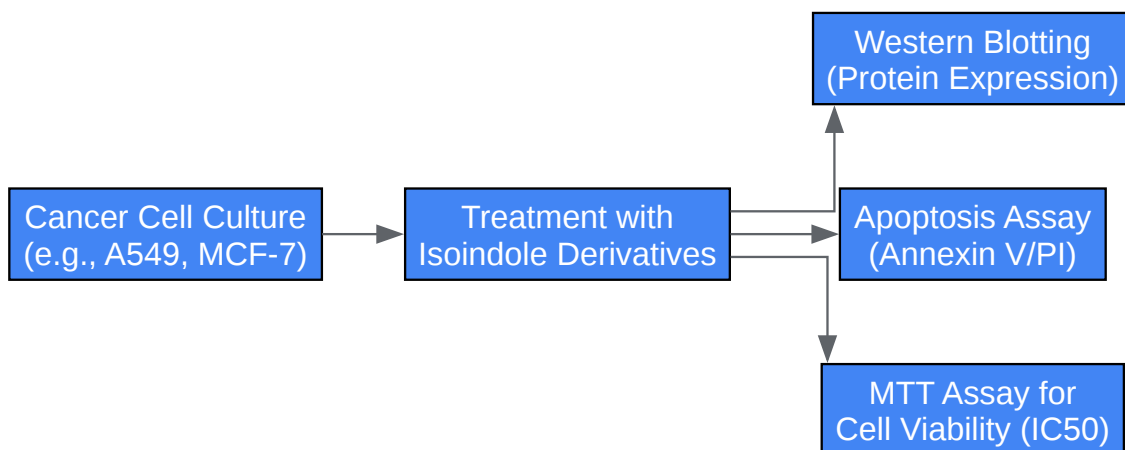 Western Blotting
(Protein Expression)
Cancer Cell Culture
(e.g., A549, MCF-7)
Treatment with
Isoindole Derivatives
Apoptosis Assay
(Annexin V/PI)
MTT Assay for
Cell Viability (IC50)